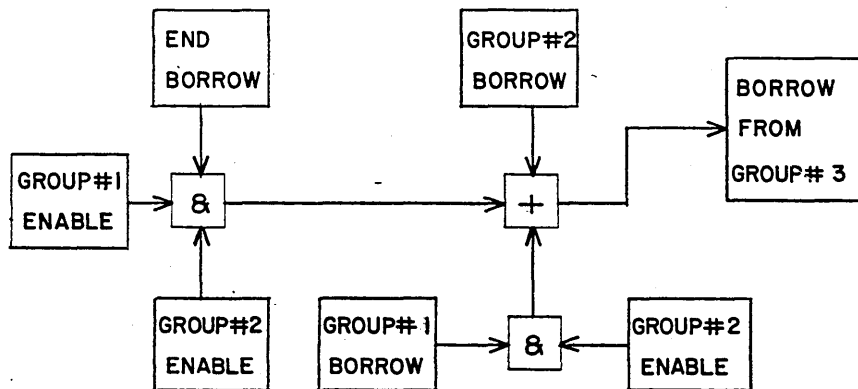 END
BORROW
GROUP#2
BORROW
BORROW
FROM
GROUP#3
GROUP#1
ENABLE
&
+
GROUP#2
ENABLE
GROUP#1
BORROW
&
GROUP#2
ENABLE